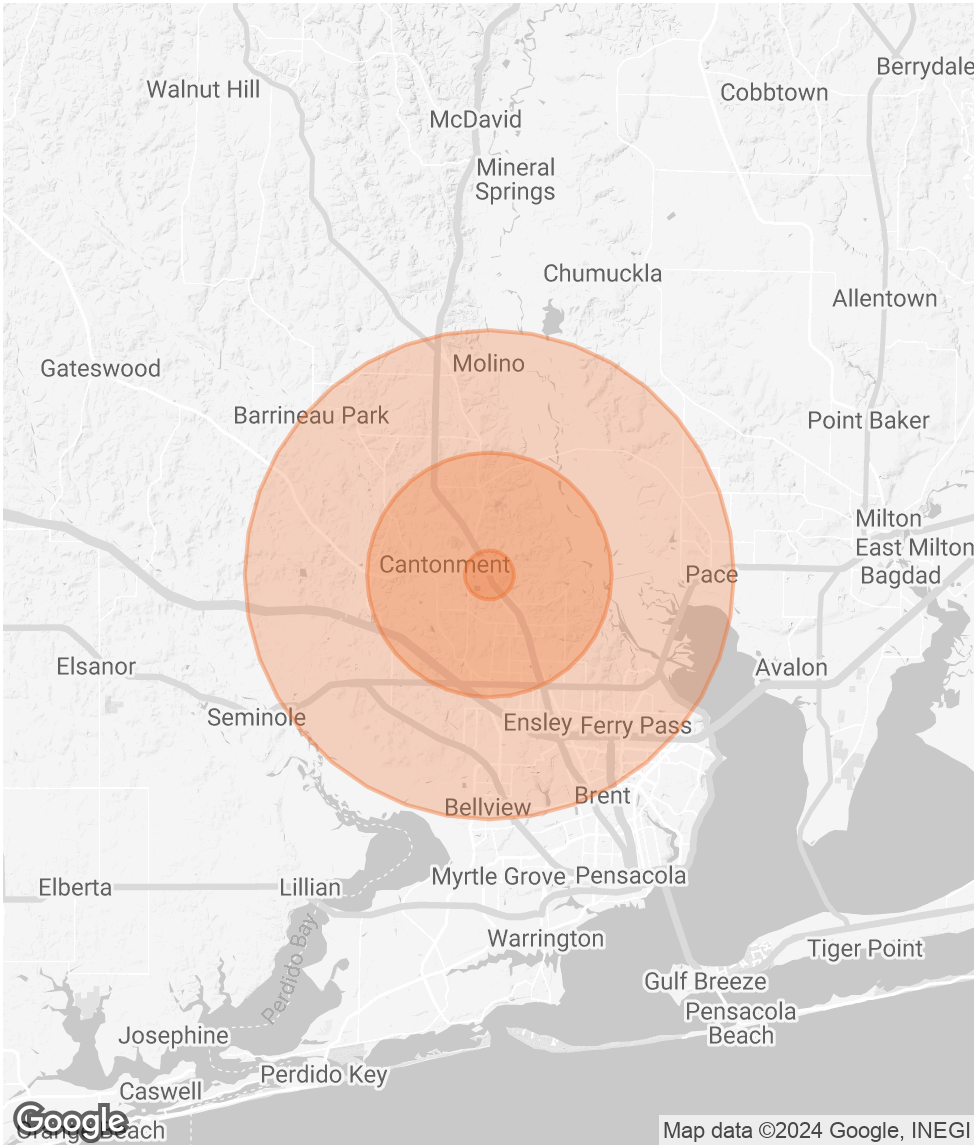 Berrydale
Walnut Hill
Cobbtown
McDavid
Mineral
Springs
Chumuckla
Allentown
Molino
Gateswood
Barrineau Park
Point Baker
Milton
East Milton
Cantonment
Pace
Bagdad
Elsanor
Avalon
Seminole
Ensley
Ferry Pass
Brent
Bellview
Myrtle Grove
Pensacola
Elberta
Lillian
Warrington
Tiger Point
Perdido Bay
Gulf Breeze
Pensacola
Beach
Josephine
Perdido Key
Caswell
Google
Orange Beach
Map data ©2024 Google, INEGI